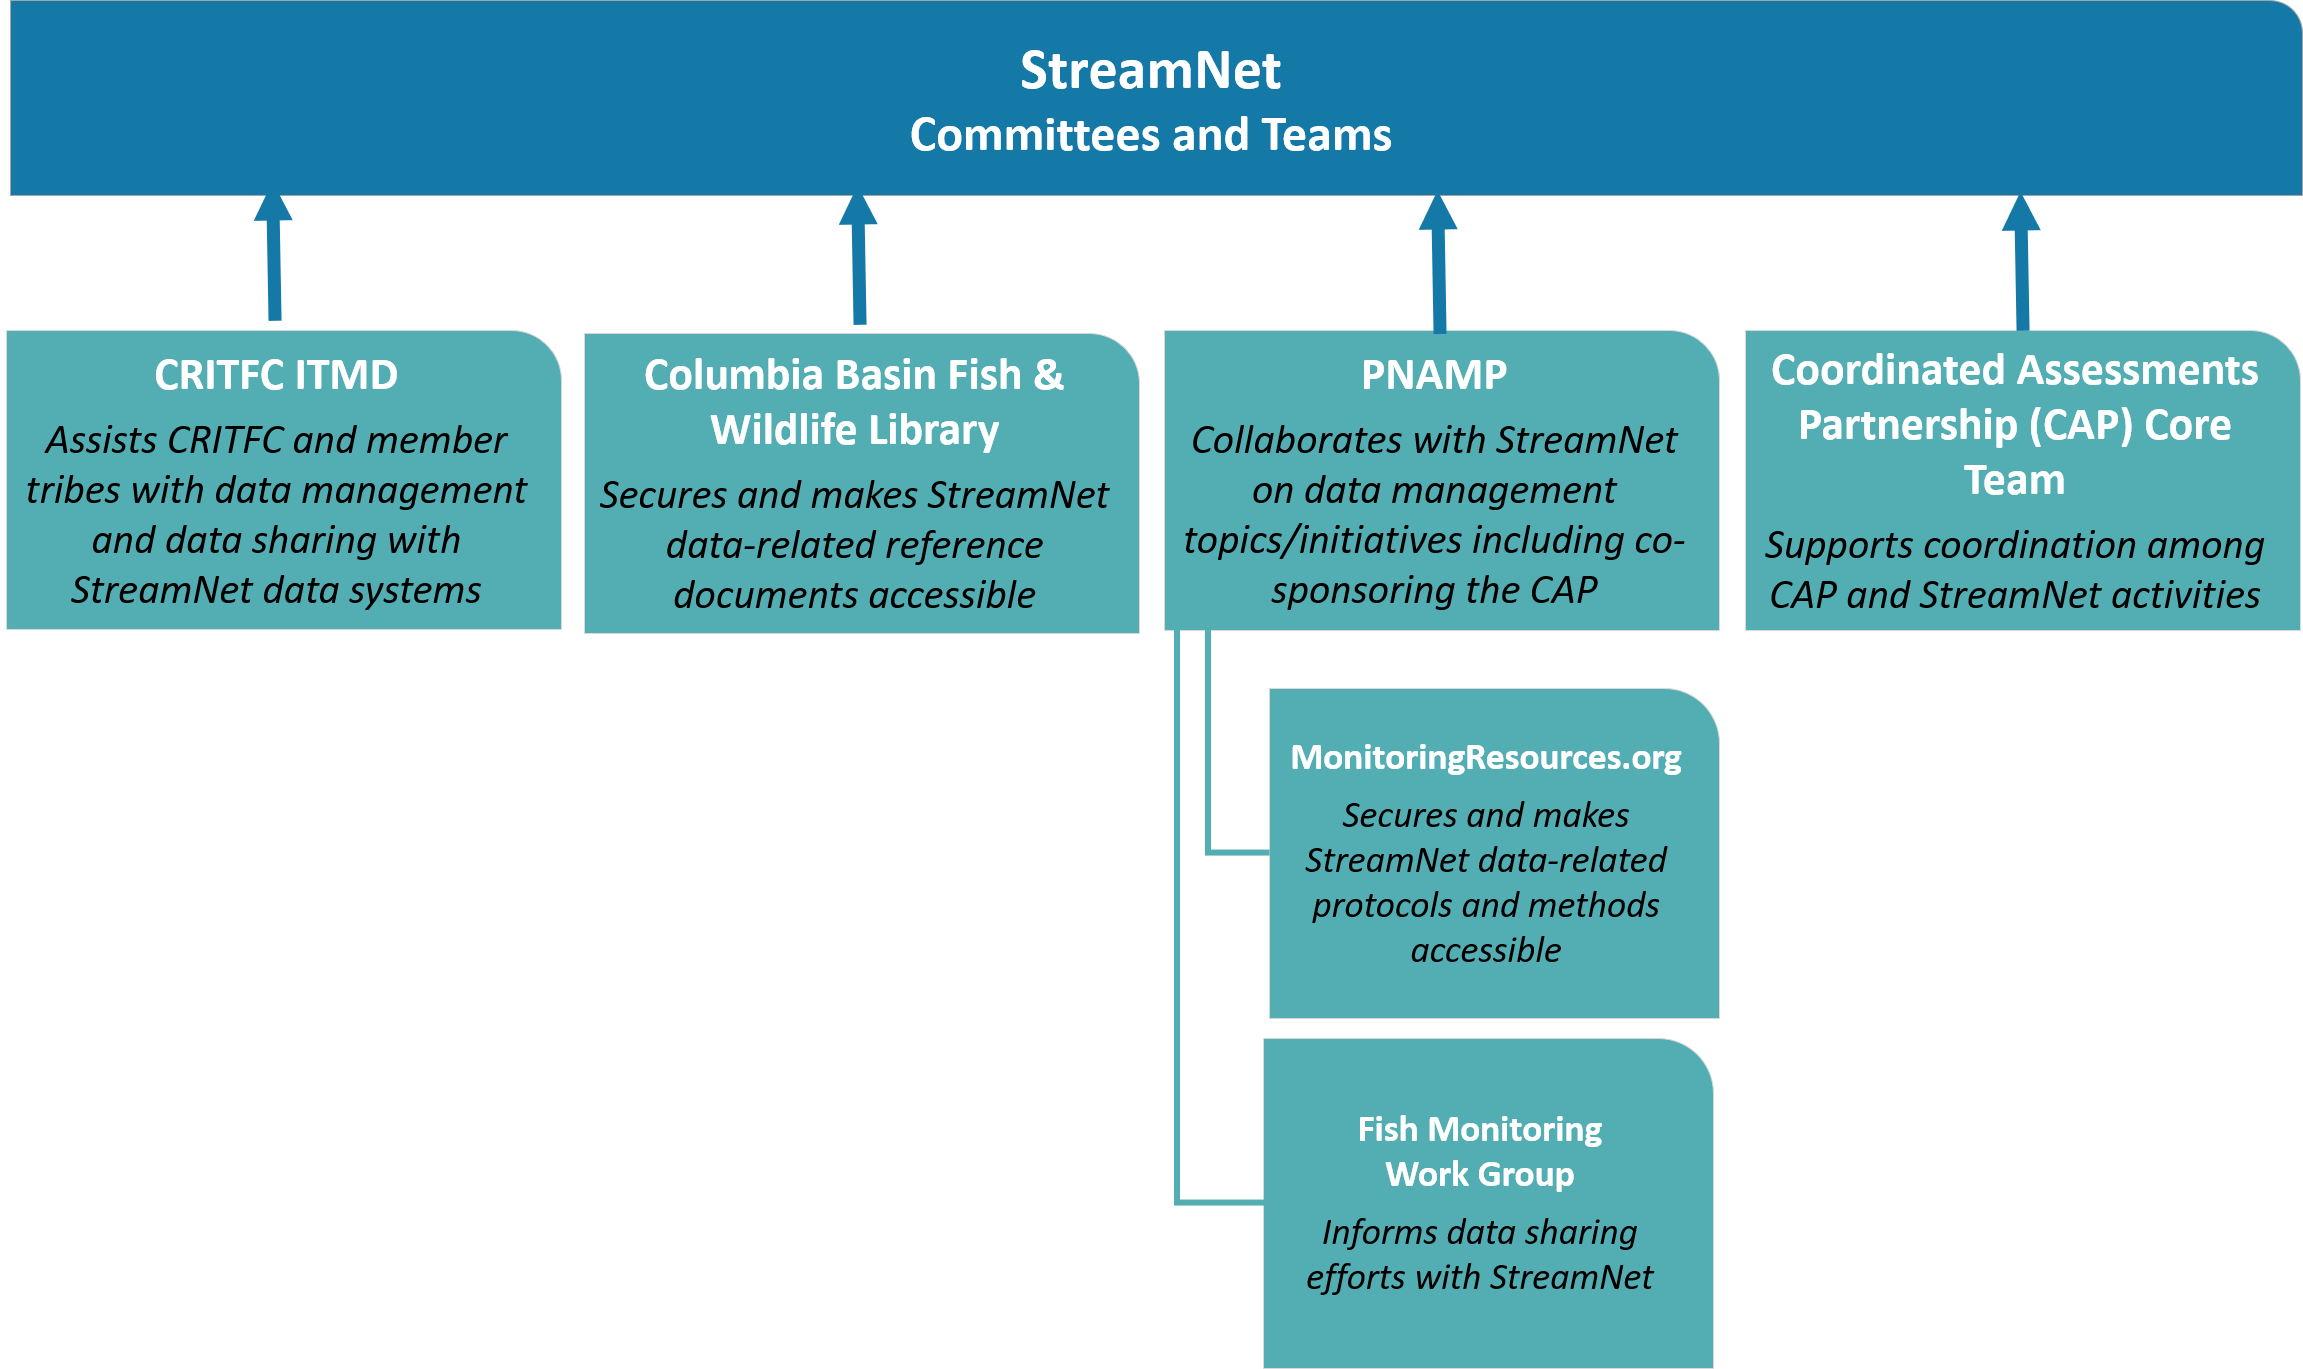 StreamNet
Committees and Teams
CRITFC ITMD
Assists CRITFC and member
tribes with data management
and data sharing with
StreamNet data systems
Columbia Basin Fish &
Wildlife Library
Secures and makes StreamNet
data-related reference
documents accessible
PNAMP
Collaborates with StreamNet
on data management
topics/initiatives including co-
sponsoring the CAP
Coordinated Assessments
Partnership (CAP) Core
Team
Supports coordination among
CAP and StreamNet activities
MonitoringResources.org
Secures and makes
StreamNet data-related
protocols and methods
accessible
Fish Monitoring
Work Group
Informs data sharing
efforts with StreamNet